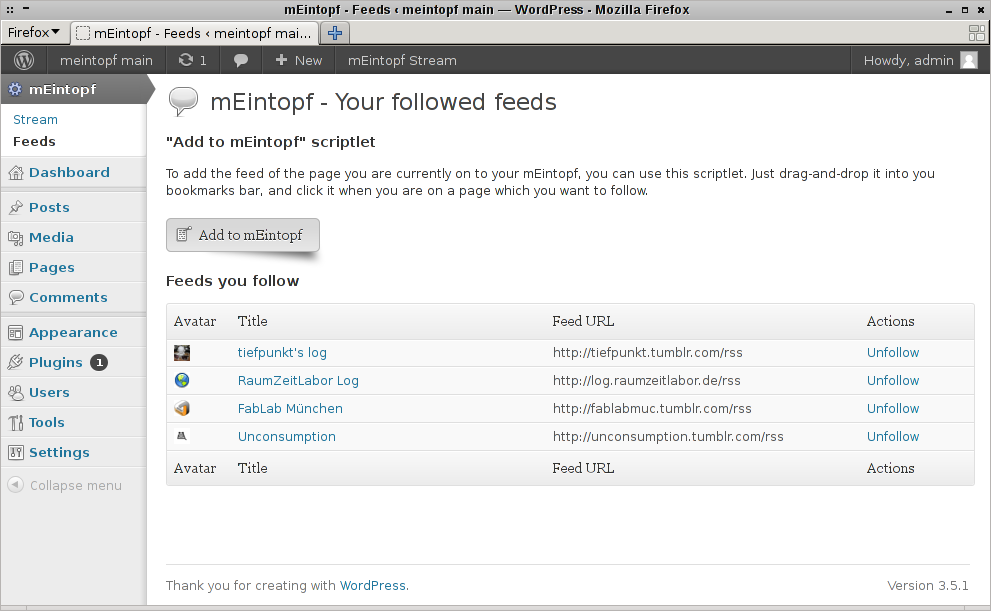 mEintopf - Feeds ‹ meintopf main — WordPress - Mozilla Firefox
Firefox
mEintopf - Feeds ‹ meintopf mai...
meintopf main 1 New mEintopf Stream Howdy, admin
mEintopf
Stream
Feeds
Dashboard
Posts
Media
Pages
Comments
Appearance
Plugins 1
Users
Tools
Settings
Collapse menu
mEintopf - Your followed feeds
"Add to mEintopf" scriptlet
To add the feed of the page you are currently on to your mEintopf, you can use this scriptlet. Just drag-and-drop it into you
bookmarks bar, and click it when you are on a page which you want to follow.
Add to mEintopf
Feeds you follow
Avatar Title Feed URL Actions
tiefpunkt's log http://tiefpunkt.tumblr.com/rss Unfollow
RaumZeitLabor Log http://log.raumzeitlabor.de/rss Unfollow
FabLab München http://fablabmuc.tumblr.com/rss Unfollow
Unconsumption http://unconsumption.tumblr.com/rss Unfollow
Avatar Title Feed URL Actions
Thank you for creating with WordPress. Version 3.5.1